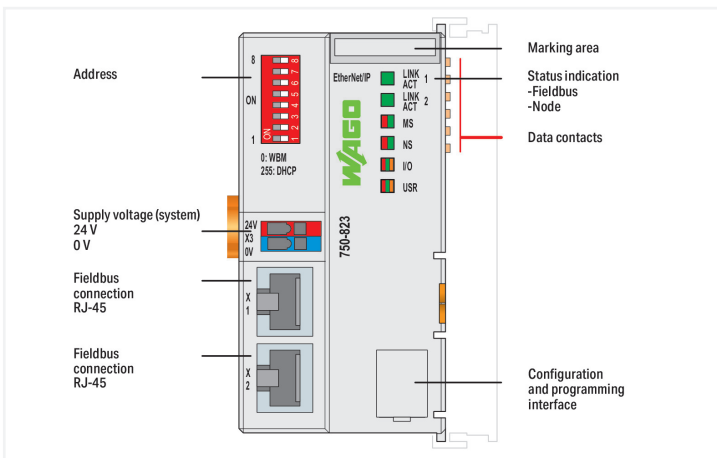 Address
Supply voltage (system)
24 V
0 V
Fieldbus
connection
RJ-45
Fieldbus
connection
RJ-45
8
ON
1
8
7
6
5
4
3
2
1
ON
0: WBM
255: DHCP
24V
X3
0V
X
1
X
2
EtherNet/IP
LINK
ACT 1
LINK
ACT 2
MS
NS
I/O
USR
WAGO
750-823
Marking area
Status indication
-Fieldbus
-Node
Data contacts
Configuration
and programming
interface